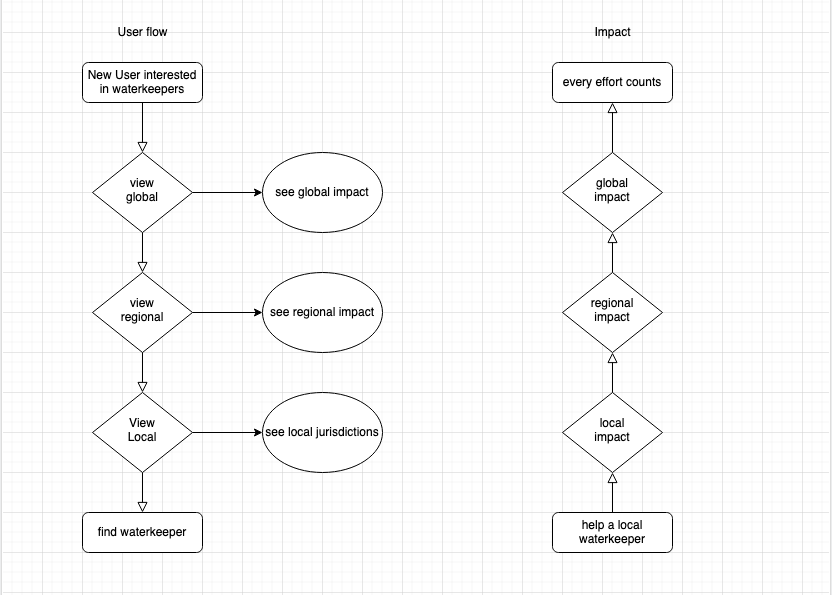 User flow
Impact
New User interested
in waterkeepers
every effort counts
view
global
see global impact
global
impact
view
regional
see regional impact
regional
impact
View
Local
see local jurisdictions
local
impact
find waterkeeper
help a local
waterkeeper